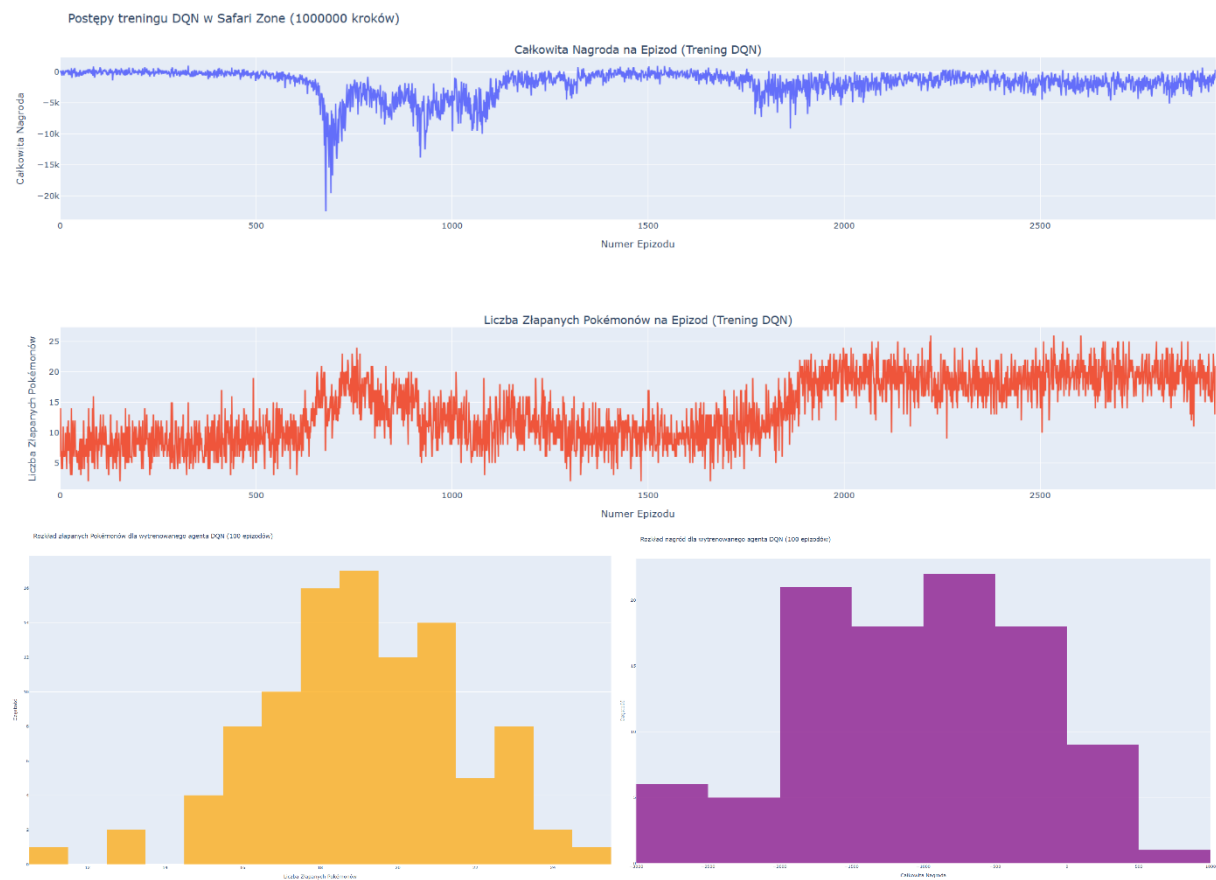 Postępy treningu DQN w Safari Zone (1000000 kroków)
Całkowita Nagroda na Epizod (Trening DQN)
Całkowita Nagroda
0
−5k
−10k
−15k
−20k
0 500 1000 1500 2000 2500
Numer Epizodu
Liczba Złapanych Pokémonów na Epizod (Trening DQN)
Liczba Złapanych Pokémonów
25
20
15
10
5
0 500 1000 1500 2000 2500
Numer Epizodu
Rozkład złapanych Pokémonów dla wytrenowanego agenta DQN (100 epizodów)
Liczba Złapanych Pokémonów
Rozkład nagród dla wytrenowanego agenta DQN (100 epizodów)
Całkowita Nagroda